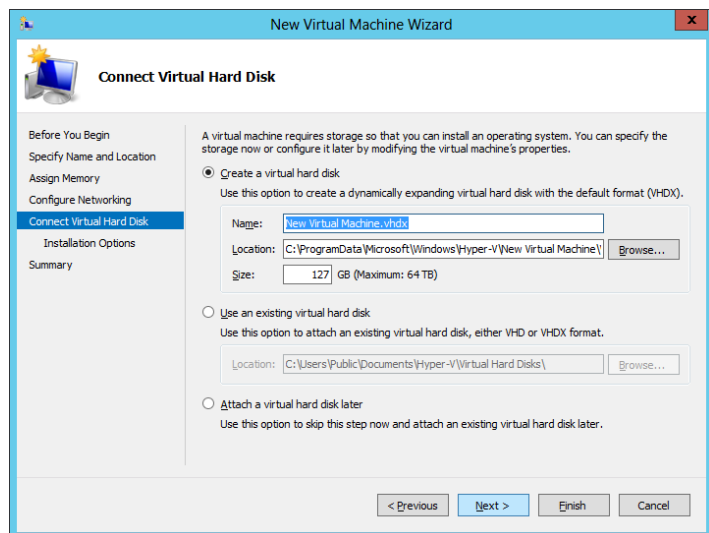 New Virtual Machine Wizard
x
Connect Virtual Hard Disk
Before You Begin
Specify Name and Location
Assign Memory
Configure Networking
Connect Virtual Hard Disk
Installation Options
Summary
A virtual machine requires storage so that you can install an operating system. You can specify the
storage now or configure it later by modifying the virtual machine's properties.
Create a virtual hard disk
Use this option to create a dynamically expanding virtual hard disk with the default format (VHDX).
Name: New Virtual Machine.vhdx
Location: C:\ProgramData\Microsoft\Windows\Hyper-V\New Virtual Machine\ Browse...
Size: 127 GB (Maximum: 64 TB)
Use an existing virtual hard disk
Use this option to attach an existing virtual hard disk, either VHD or VHDX format.
Location: C:\Users\Public\Documents\Hyper-V\Virtual Hard Disks\ Browse...
Attach a virtual hard disk later
Use this option to skip this step now and attach an existing virtual hard disk later.
< Previous Next > Finish Cancel